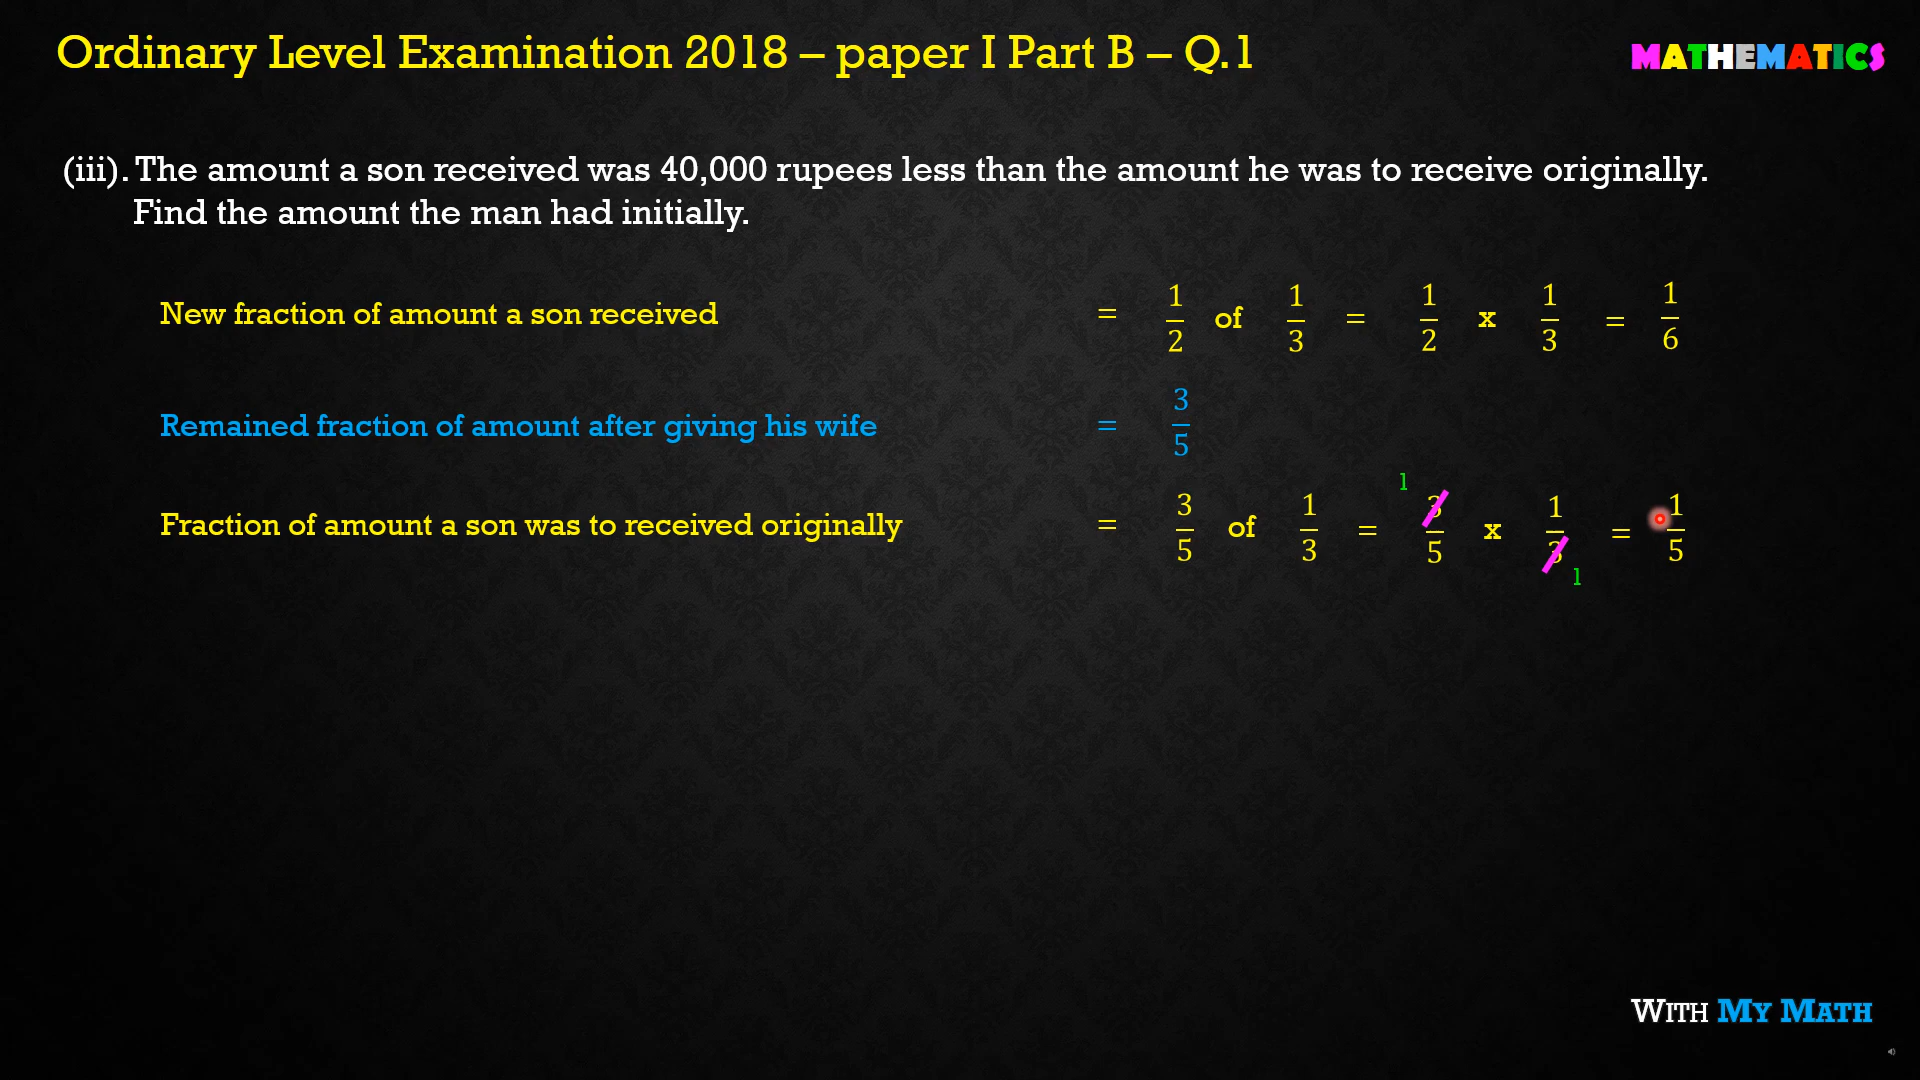 Ordinary Level Examination 2018 – paper I Part B – Q.1
MATHEMATICS
(iii). The amount a son received was 40,000 rupees less than the amount he was to receive originally.
Find the amount the man had initially.
New fraction of amount a son received = 1/2 of 1/3 = 1/2 x 1/3 = 1/6
Remained fraction of amount after giving his wife = 3/5
Fraction of amount a son was to received originally = 3/5 of 1/3 = 1 3/5 x 1/3 1 = 1/5
WITH MY MATH